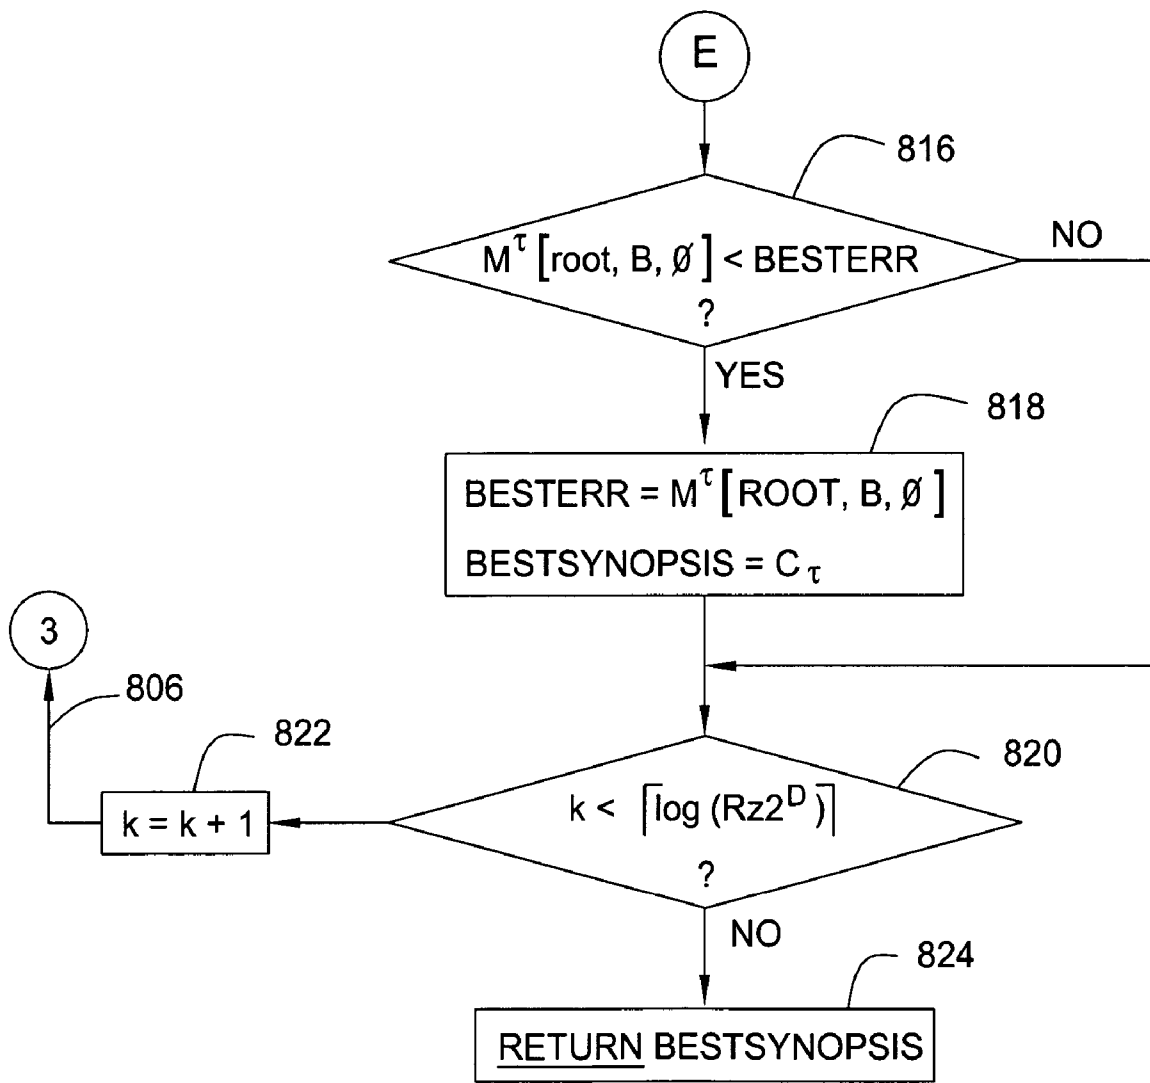 E
816
M^τ [root, B, Ø] < BESTERR
?
NO
YES
818
BESTERR = M^τ [ROOT, B, Ø]
BESTSYNOPSIS = C_τ
3
806
822
k = k + 1
820
k < ⌈log (Rz2^D)⌉
?
NO
824
RETURN BESTSYNOPSIS